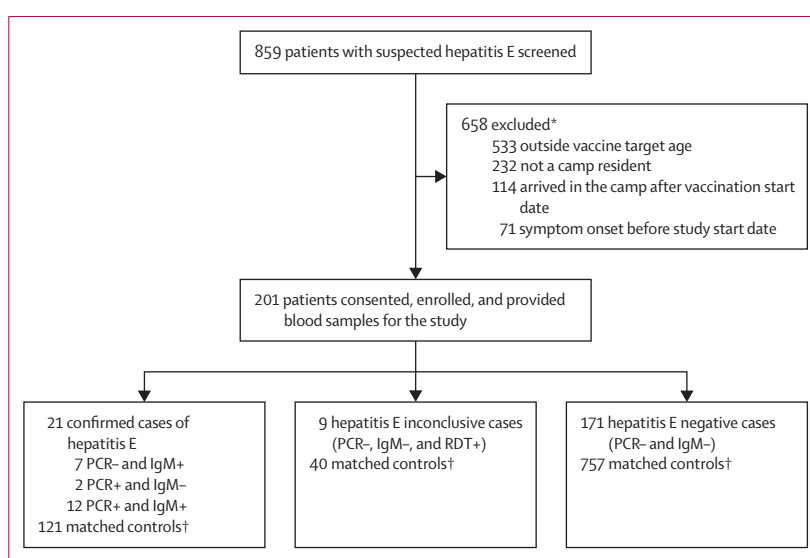 859 patients with suspected hepatitis E screened
658 excluded*
533 outside vaccine target age
232 not a camp resident
114 arrived in the camp after vaccination start
date
71 symptom onset before study start date
201 patients consented, enrolled, and provided
blood samples for the study
21 confirmed cases of
hepatitis E
7 PCR– and IgM+
2 PCR+ and IgM–
12 PCR+ and IgM+
121 matched controls†
9 hepatitis E inconclusive cases
(PCR–, IgM–, and RDT+)
40 matched controls†
171 hepatitis E negative cases
(PCR– and IgM–)
757 matched controls†